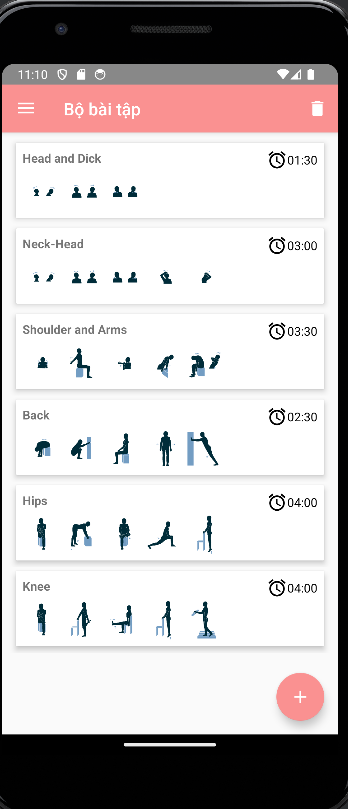 11:10
Bộ bài tập
Head and Dick
01:30
Neck-Head
03:00
Shoulder and Arms
03:30
Back
02:30
Hips
04:00
Knee
04:00